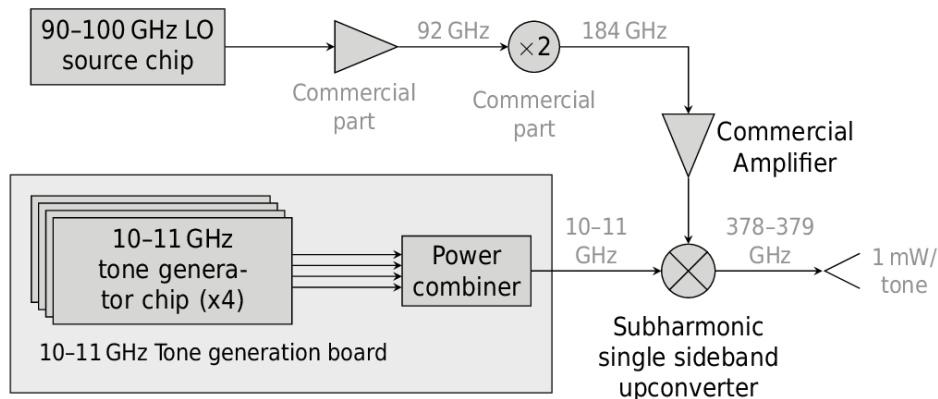 90–100 GHz LO
source chip
92 GHz
×2
184 GHz
Commercial
part
Commercial
part
Commercial
Amplifier
10–11 GHz
tone genera-
tor chip (x4)
Power
combiner
10–11
GHz
378–379
GHz
1 mW/
tone
10–11 GHz Tone generation board
Subharmonic
single sideband
upconverter